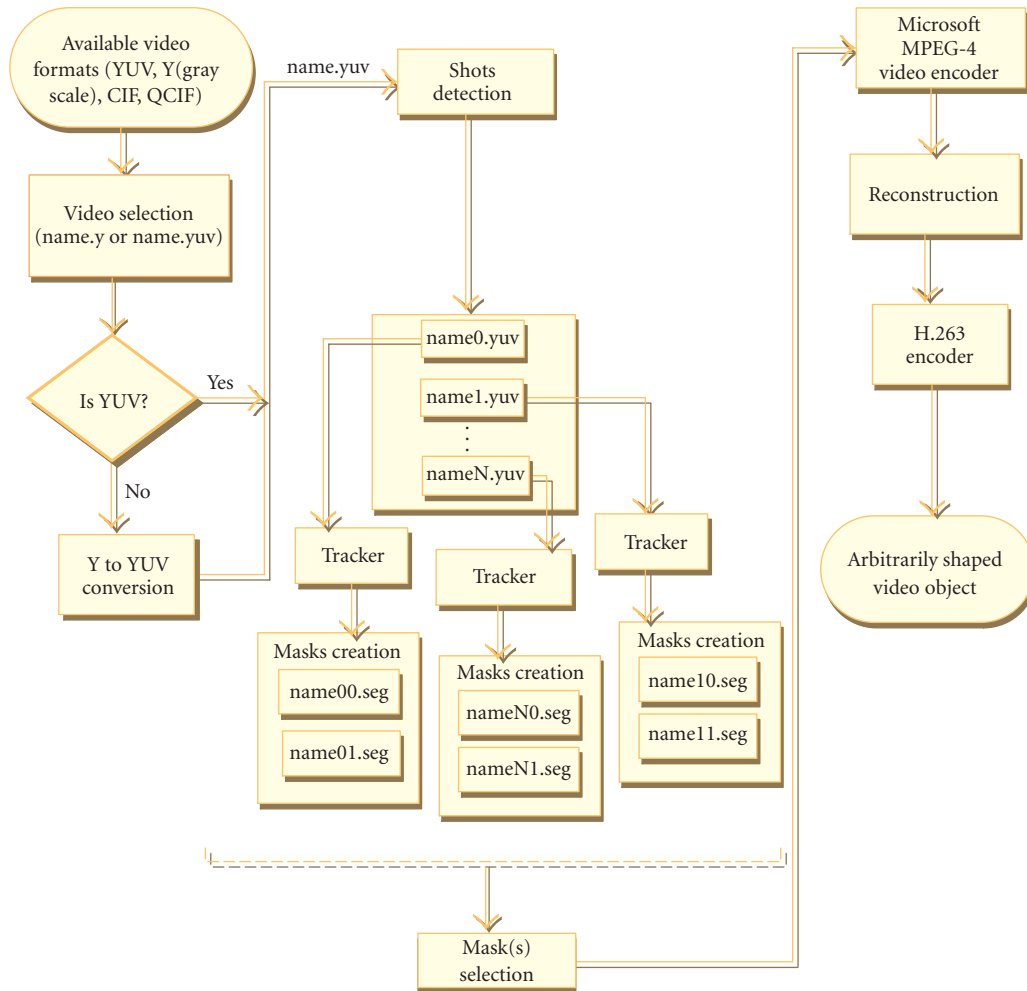 Available video
formats (YUV, Y(gray
scale), CIF, QCIF)
Video selection
(name.y or name.yuv)
Is YUV?
Yes
No
Y to YUV
conversion
name.yuv
Shots
detection
name0.yuv
name1.yuv
nameN.yuv
Tracker
Masks creation
name00.seg
name01.seg
Tracker
Masks creation
nameN0.seg
nameN1.seg
Tracker
Masks creation
name10.seg
name11.seg
Mask(s)
selection
Microsoft
MPEG-4
video encoder
Reconstruction
H.263
encoder
Arbitrarily shaped
video object